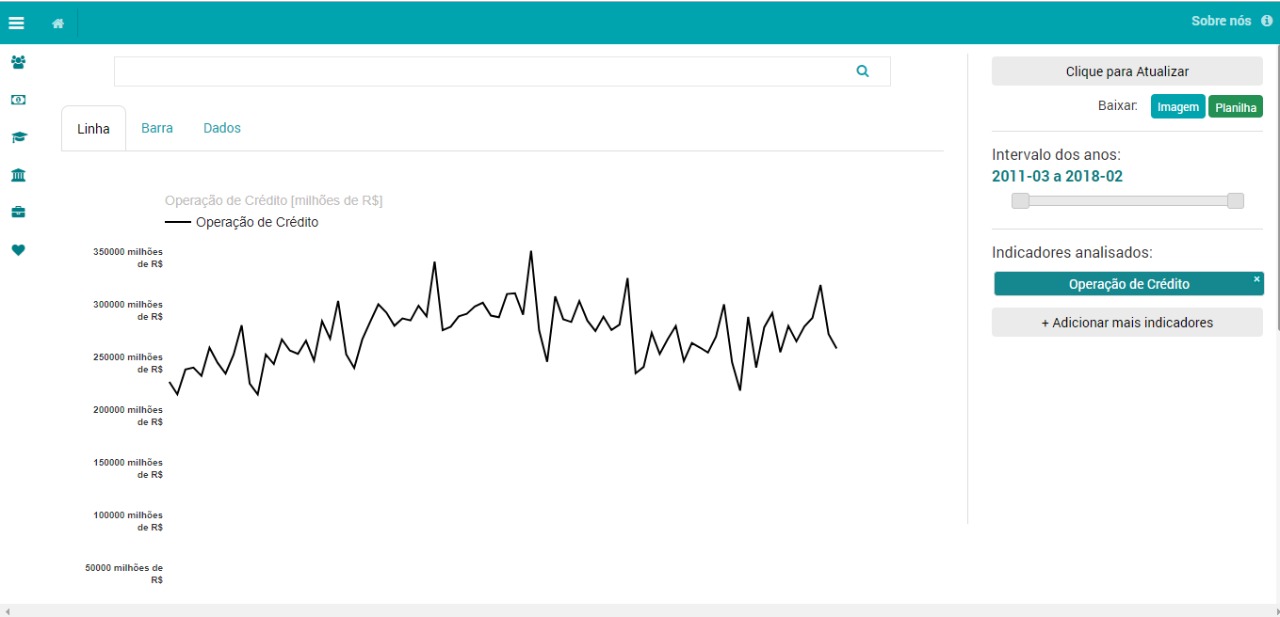 Sobre nós
Clique para Atualizar
Baixar: Imagem Planilha
Linha Barra Dados
Intervalo dos anos:
2011-03 a 2018-02
Operação de Crédito [milhões de R$]
Operação de Crédito
350000 milhões
de R$
300000 milhões
de R$
250000 milhões
de R$
200000 milhões
de R$
150000 milhões
de R$
100000 milhões
de R$
50000 milhões de
R$
Indicadores analisados:
Operação de Crédito ×
+ Adicionar mais indicadores